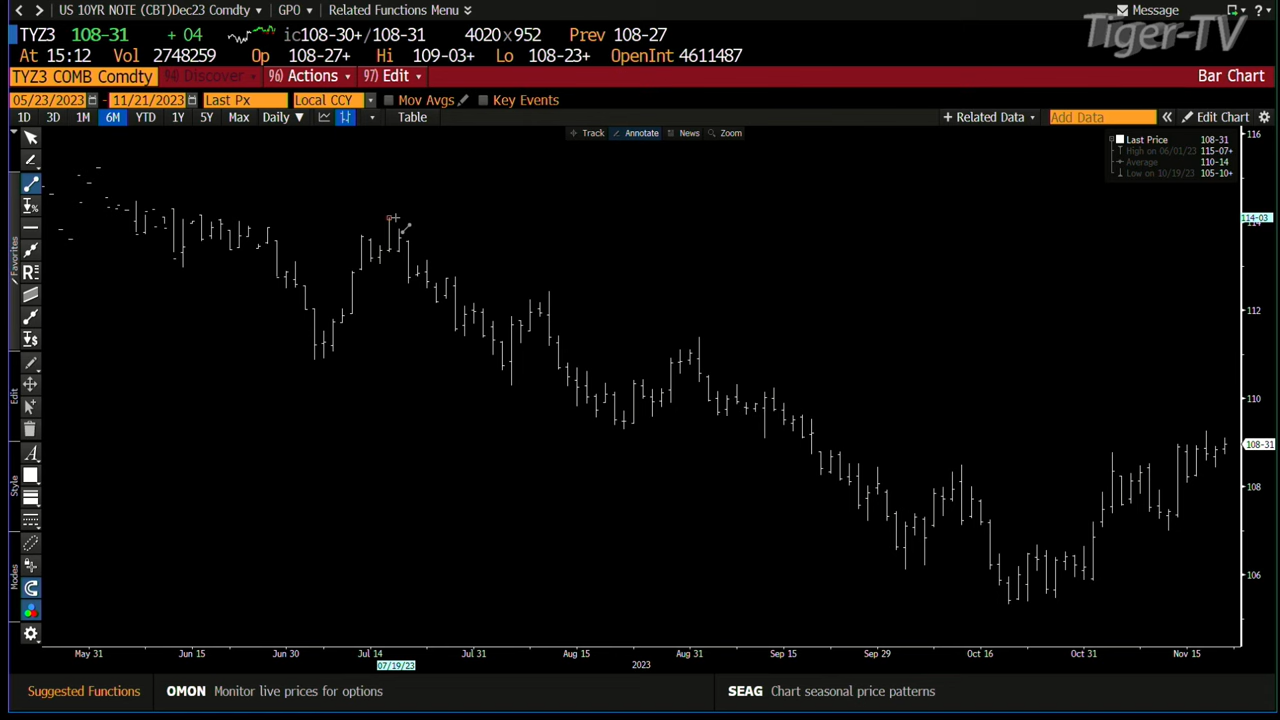 US 10YR NOTE (CBT)Dec23 Comdty GPO Related Functions Menu Message ?
Tiger-TV
TYZ3 108-31 + 04 ic108-30+/108-31 4020x952 Prev 108-27
At 15:12 Vol 2748259 Op 108-27+ Hi 109-03+ Lo 108-23+ OpenInt 4611487
TYZ3 COMB Comdty 94) Discover 96) Actions 97) Edit Bar Chart
05/23/2023 - 11/21/2023 Last Px Local CCY Mov Avgs Key Events
1D 3D 1M 6M YTD 1Y 5Y Max Daily ▼ Table + Related Data Add Data « Edit Chart
Track Annotate News Zoom
Last Price 108-31
High on 06/01/23 115-07+
Average 110-14
Low on 10/19/23 105-10+
116
114-03
114
112
110
108-31
108
106
Favorites
Edit
Style
Modes
% 
R
$
A
May 31 Jun 15 Jun 30 Jul 14 Jul 31 Aug 15 Aug 31 Sep 15 Sep 29 Oct 16 Oct 31 Nov 15
07/19/23 2023
Suggested Functions OMON Monitor live prices for options SEAG Chart seasonal price patterns